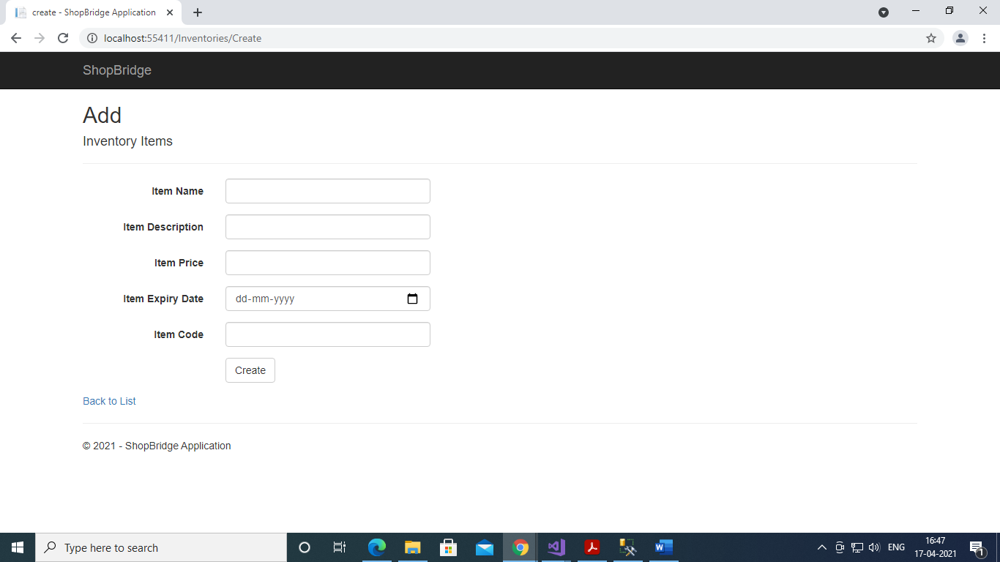 create - ShopBridge Application
localhost:55411/Inventories/Create
ShopBridge
Add
Inventory Items
Item Name
Item Description
Item Price
Item Expiry Date dd-mm-yyyy
Item Code
Create
Back to List
© 2021 - ShopBridge Application
Type here to search
ENG
16:47
17-04-2021
1